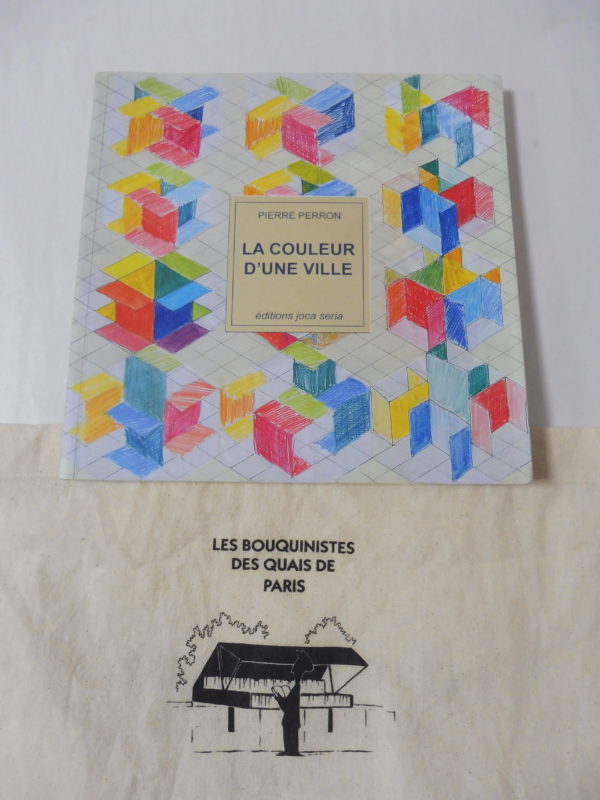 PIERRE PERRON
LA COULEUR
D'UNE VILLE
éditions joca seria
LES BOUQUINISTES
DES QUAIS DE
PARIS